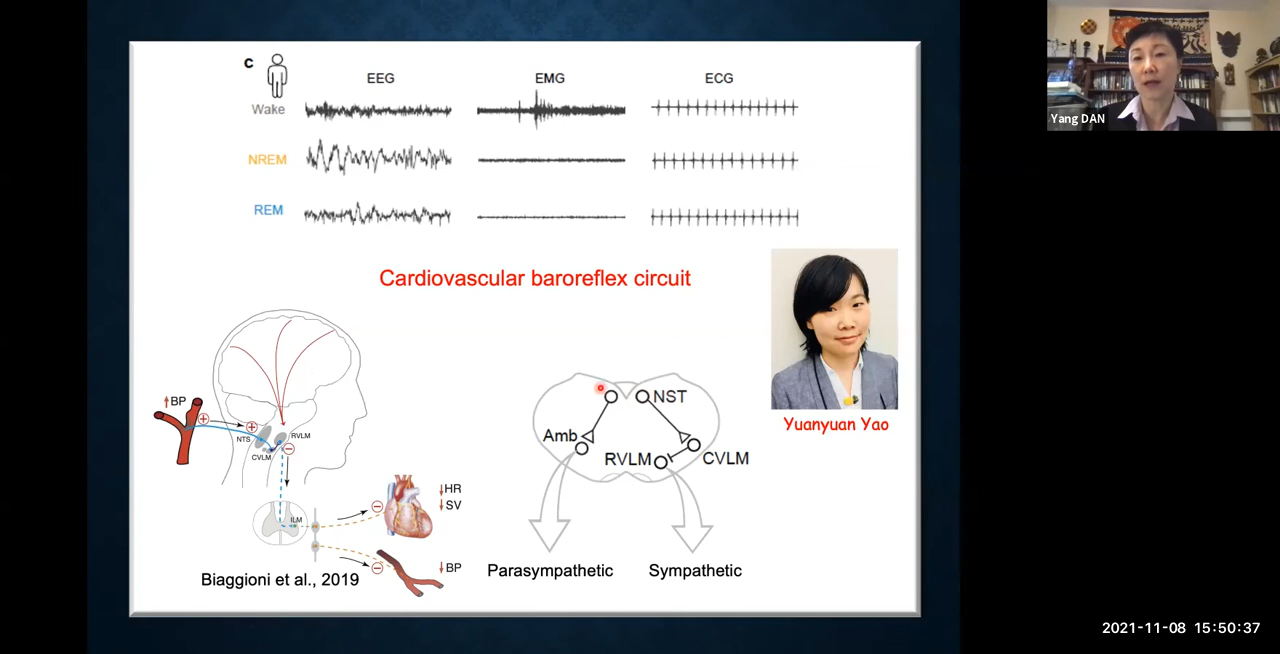 c
EEG
EMG
ECG
Wake
NREM
REM
Cardiovascular baroreflex circuit
↑BP
NTS
RVLM
CVLM
ILM
↓HR
↓SV
↓BP
Biaggioni et al., 2019
NST
Amb
RVLM
CVLM
Parasympathetic
Sympathetic
Yuanyuan Yao
Yang DAN
2021-11-08 15:50:37